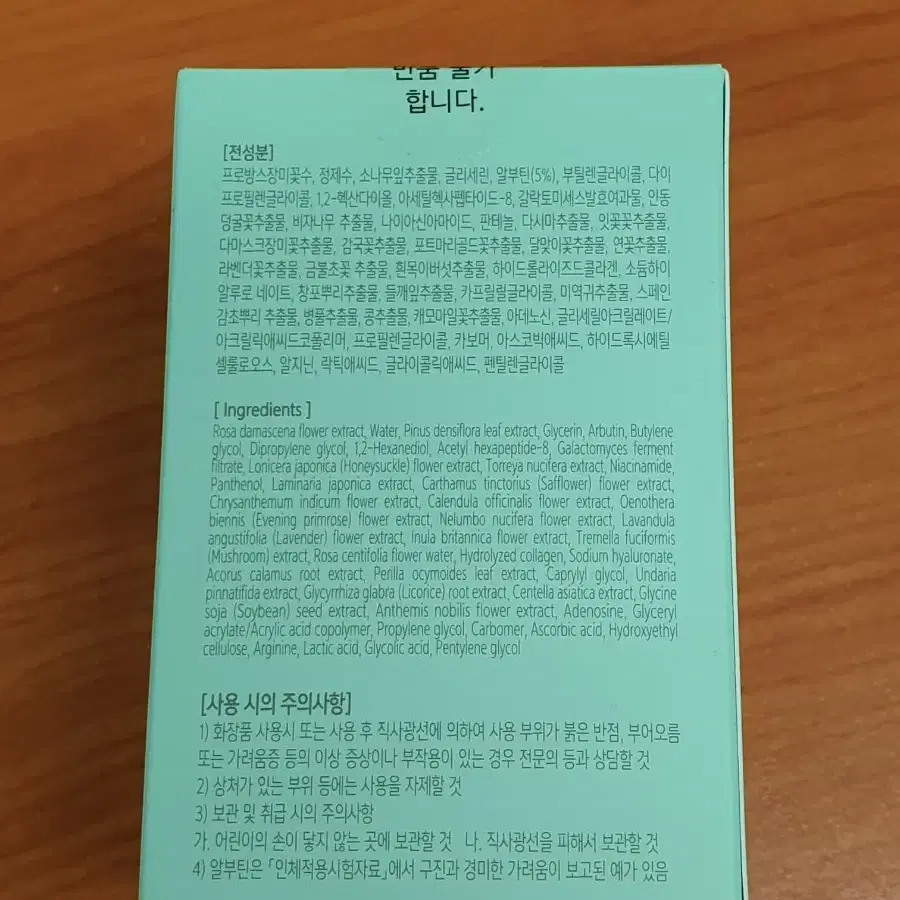 반품 불가
합니다.
[전성분]
프로방스장미꽃수, 정제수, 소나무잎추출물, 글리세린, 알부틴(5%), 부틸렌글라이콜, 다이
프로필렌글라이콜, 1,2-헥산다이올, 아세틸헥사펩타이드-8, 갈락토미세스발효여과물, 인동
덩굴꽃추출물, 비자나무 추출물, 나이아신아마이드, 판테놀, 다시마추출물, 잇꽃꽃추출물,
다마스크장미꽃추출물, 감국꽃추출물, 포트마리골드꽃추출물, 달맞이꽃추출물, 연꽃추출물,
라벤더꽃추출물, 금불초꽃 추출물, 흰목이버섯추출물, 하이드롤라이즈드콜라겐, 소듐하이
알루로 네이트, 창포뿌리추출물, 들깨잎추출물, 카프릴릴글라이콜, 미역귀추출물, 스페인
감초뿌리 추출물, 병풀추출물, 콩추출물, 캐모마일꽃추출물, 아데노신, 글리세릴아크릴레이트/
아크릴릭애씨드코폴리머, 프로필렌글라이콜, 카보머, 아스코빅애씨드, 하이드록시에틸
셀룰로오스, 알지닌, 락틱애씨드, 글라이콜릭애씨드, 펜틸렌글라이콜
[ Ingredients ]
Rosa damascena flower extract, Water, Pinus densiflora leaf extract, Glycerin, Arbutin, Butylene
glycol, Dipropylene glycol, 1,2-Hexanediol, Acetyl hexapeptide-8, Galactomyces ferment
filtrate, Lonicera japonica (Honeysuckle) flower extract, Torreya nucifera extract, Niacinamide,
Panthenol, Laminaria japonica extract, Carthamus tinctorius (Safflower) flower extract,
Chrysanthemum indicum flower extract, Calendula officinalis flower extract, Oenothera
biennis (Evening primrose) flower extract, Nelumbo nucifera flower extract, Lavandula
angustifolia (Lavender) flower extract, Inula britannica flower extract, Tremella fuciformis
(Mushroom) extract, Rosa centifolia flower water, Hydrolyzed collagen, Sodium hyaluronate,
Acorus calamus root extract, Perilla ocymoides leaf extract, Caprylyl glycol, Undaria
pinnatifida extract, Glycyrrhiza glabra (Licorice) root extract, Centella asiatica extract, Glycine
soja (Soybean) seed extract, Anthemis nobilis flower extract, Adenosine, Glyceryl
acrylate/Acrylic acid copolymer, Propylene glycol, Carbomer, Ascorbic acid, Hydroxyethyl
cellulose, Arginine, Lactic acid, Glycolic acid, Pentylene glycol
[사용 시의 주의사항]
1) 화장품 사용시 또는 사용 후 직사광선에 의하여 사용 부위가 붉은 반점, 부어오름
또는 가려움증 등의 이상 증상이나 부작용이 있는 경우 전문의 등과 상담할 것
2) 상처가 있는 부위 등에는 사용을 자제할 것
3) 보관 및 취급 시의 주의사항
가. 어린이의 손이 닿지 않는 곳에 보관할 것 나. 직사광선을 피해서 보관할 것
4) 알부틴은 「인체적용시험자료」에서 구진과 경미한 가려움이 보고된 예가 있음